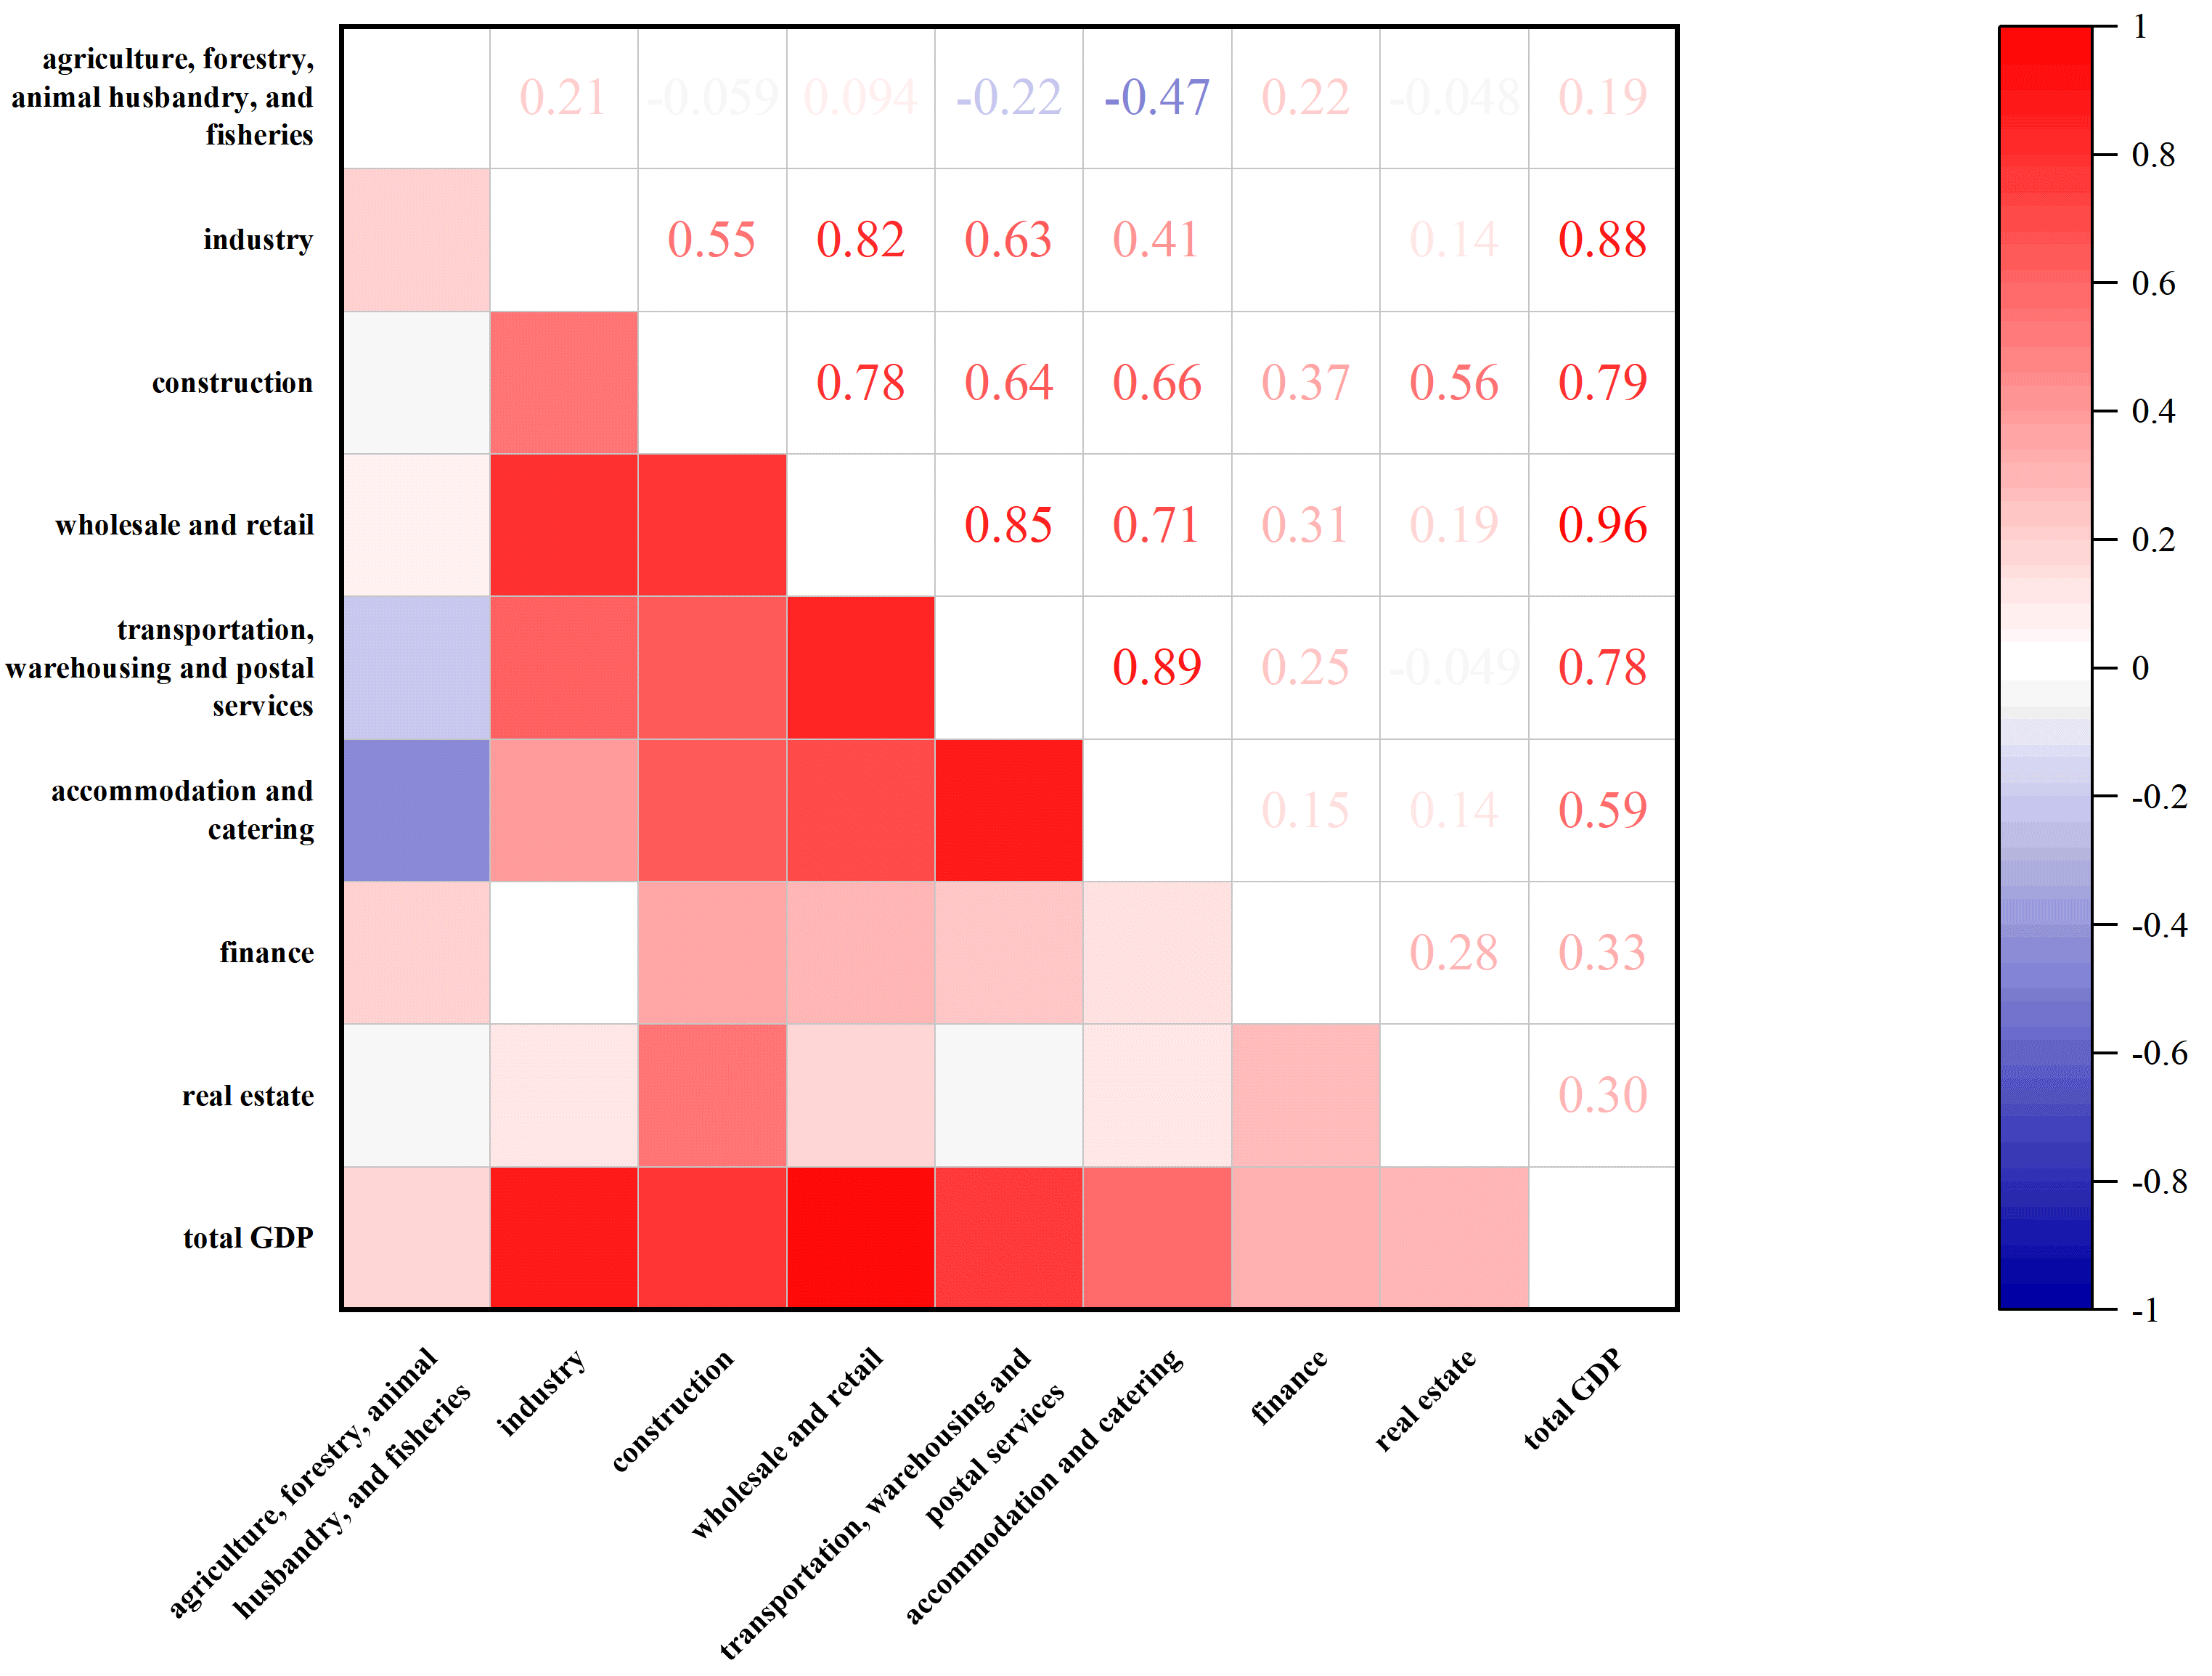 agriculture, forestry,
animal husbandry, and
fisheries
0.21 -0.059 0.094 -0.22 -0.47 0.22 -0.048 0.19
industry
0.55 0.82 0.63 0.41 0.14 0.88
construction
0.78 0.64 0.66 0.37 0.56 0.79
wholesale and retail
0.85 0.71 0.31 0.19 0.96
transportation,
warehousing and postal
services
0.89 0.25 -0.049 0.78
accommodation and
catering
0.15 0.14 0.59
finance
0.28 0.33
real estate
0.30
total GDP
agriculture, forestry, animal
husbandry, and fisheries
industry
construction
wholesale and retail
transportation, warehousing and
postal services
accommodation and catering
finance
real estate
total GDP
1
0.8
0.6
0.4
0.2
0
-0.2
-0.4
-0.6
-0.8
-1